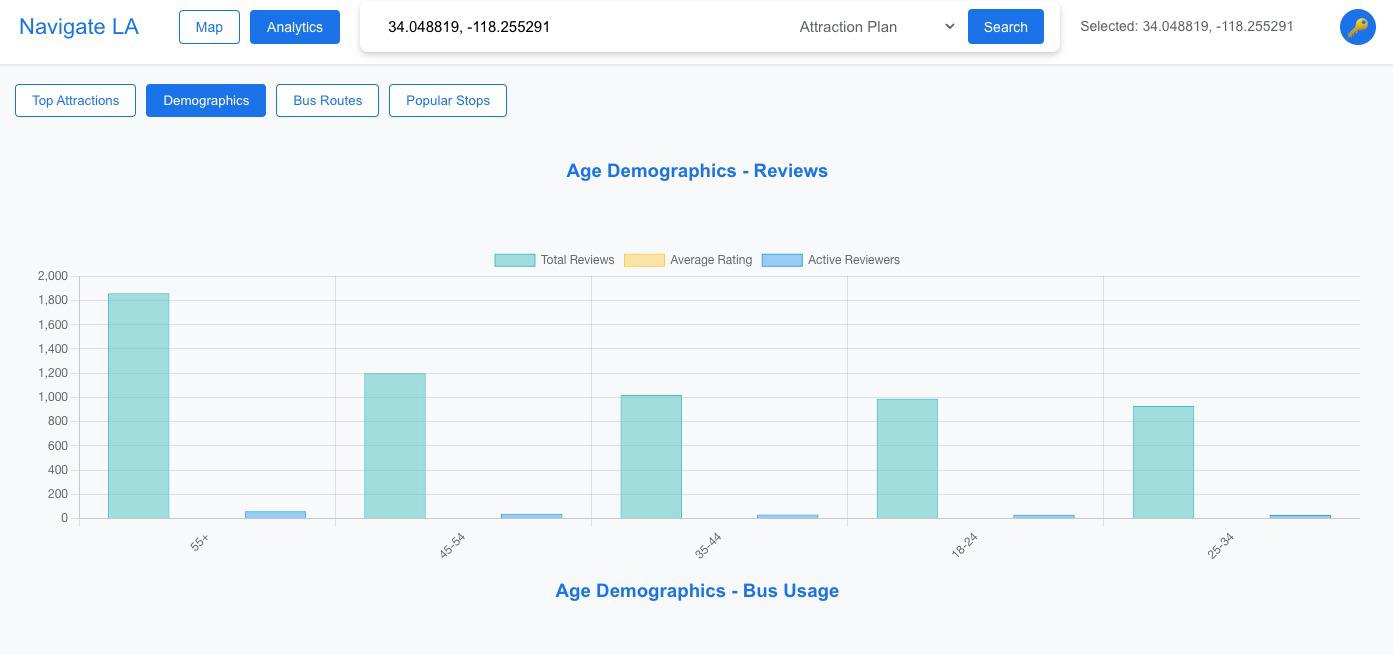 Navigate LA
Map
Analytics
34.048819, -118.255291
Attraction Plan
Search
Selected: 34.048819, -118.255291
Top Attractions
Demographics
Bus Routes
Popular Stops
Age Demographics - Reviews
Total Reviews
Average Rating
Active Reviewers
2,000
1,800
1,600
1,400
1,200
1,000
800
600
400
200
0
55+
45-54
35-44
18-24
25-34
Age Demographics - Bus Usage